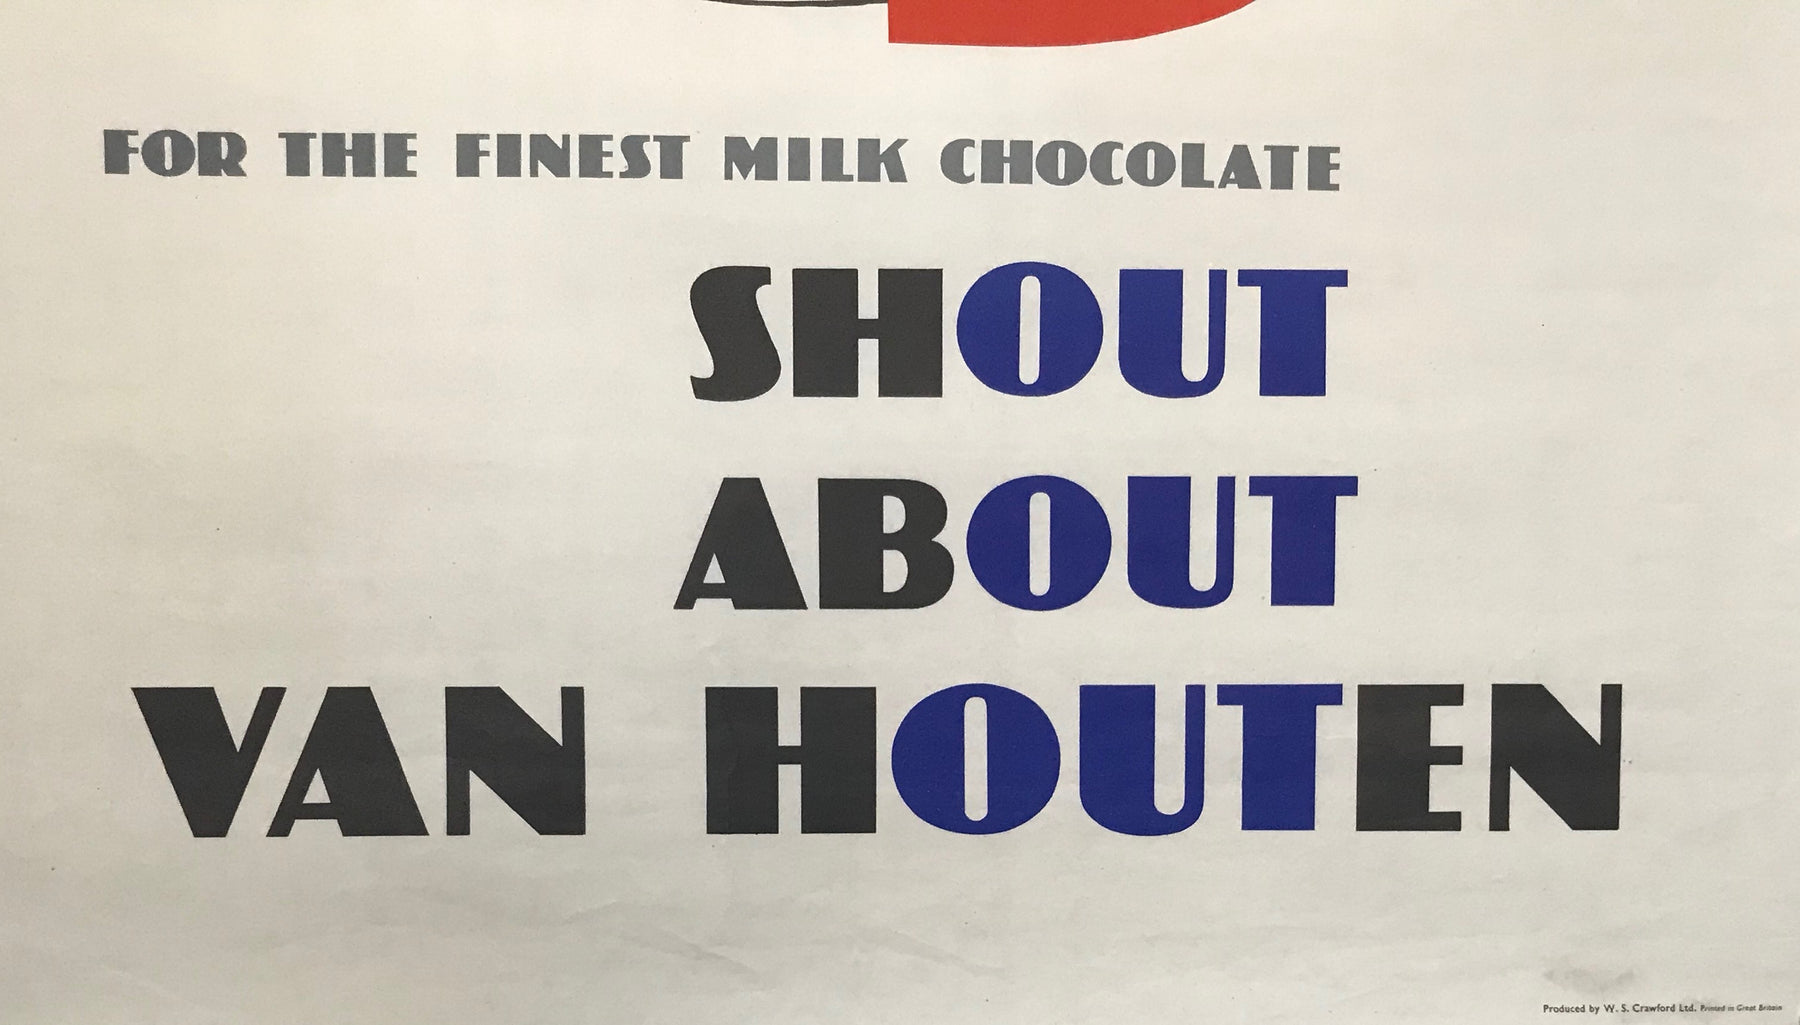 FOR THE FINEST MILK CHOCOLATE
SHOUT
ABOUT
VAN HOUTEN
Produced by W. S. Crawford Ltd. Printed in Great Britain